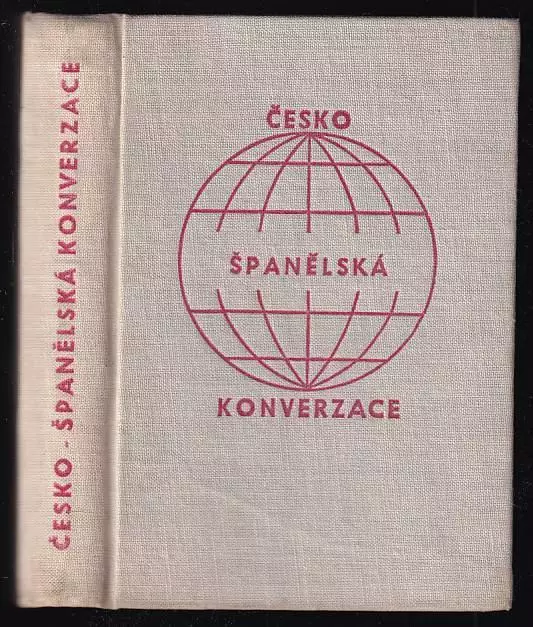 ČESKO - ŠPANĚLSKÁ KONVERZACE
ČESKO
ŠPANĚLSKÁ
KONVERZACE